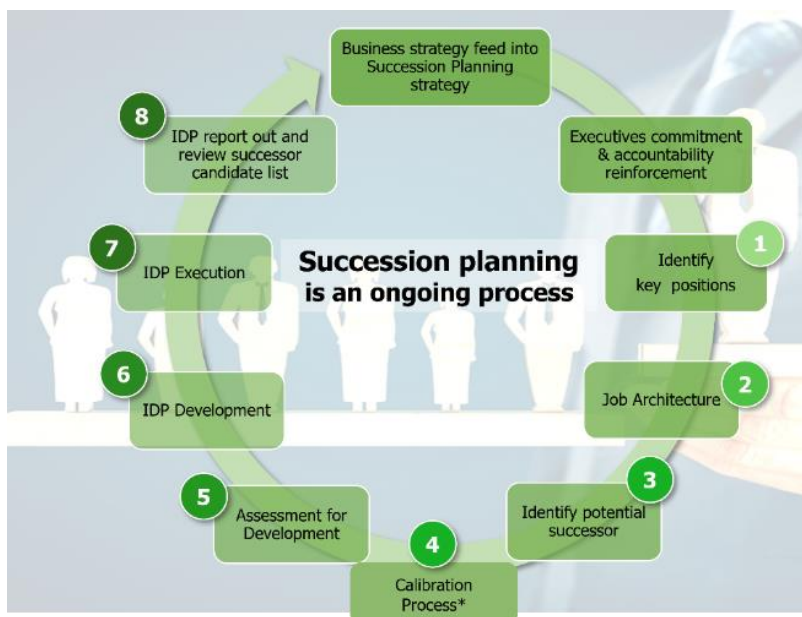 Business strategy feed into
Succession Planning
strategy
Executives commitment
& accountability
reinforcement
1
Identify
key positions
2
Job Architecture
3
Identify potential
successor
4
Calibration
Process*
5
Assessment for
Development
6
IDP Development
7
IDP Execution
8
IDP report out and
review successor
candidate list
Succession planning
is an ongoing process